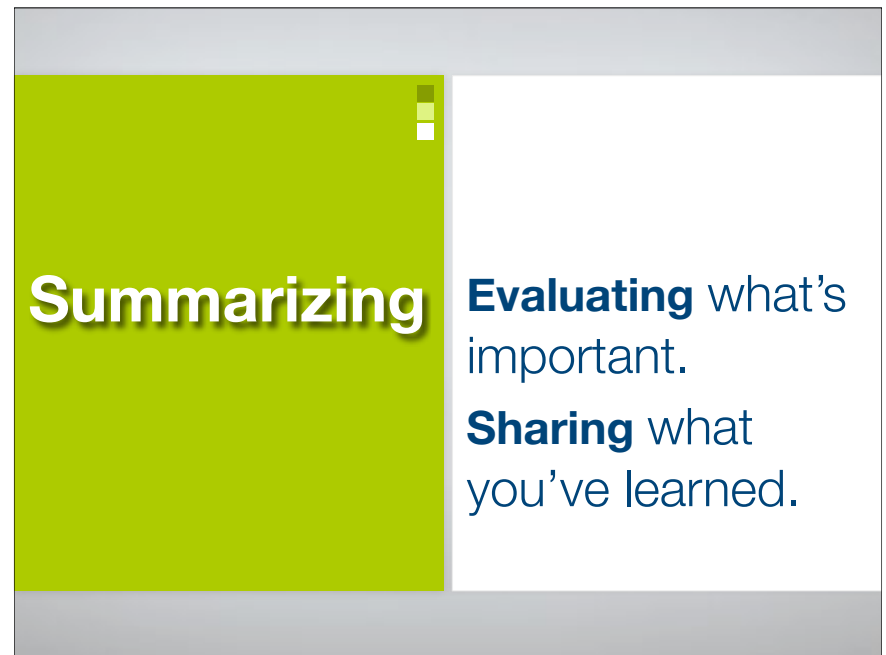 Summarizing
Evaluating what’s
important.
Sharing what
you’ve learned.